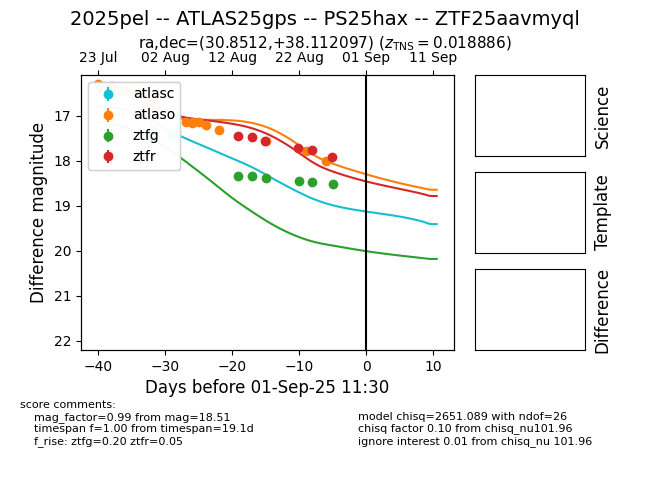 2025pel -- ATLAS25gps -- PS25hax -- ZTF25aavmyql
ra,dec=(30.8512,+38.112097) (z_TNS = 0.018886)
23 Jul 02 Aug 12 Aug 22 Aug 01 Sep 11 Sep
atlasc
atlaso
ztfg
ztfr
17
18
19
20
21
22
Difference magnitude
−40 −30 −20 −10 0 10
Days before 01-Sep-25 11:30
Science
Template
Difference
score comments:
mag_factor=0.99 from mag=18.51
timespan f=1.00 from timespan=19.1d
f_rise: ztfg=0.20 ztfr=0.05
model chisq=2651.089 with ndof=26
chisq factor 0.10 from chisq_nu101.96
ignore interest 0.01 from chisq_nu 101.96